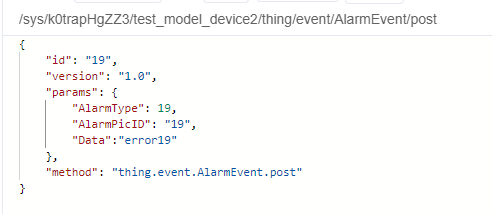 /sys/k0trapHgZZ3/test_model_device2/thing/event/AlarmEvent/post
{
    "id": "19",
    "version": "1.0",
    "params": {
        "AlarmType": 19,
        "AlarmPicID": "19",
        "Data":"error19"
    },
    "method": "thing.event.AlarmEvent.post"
}